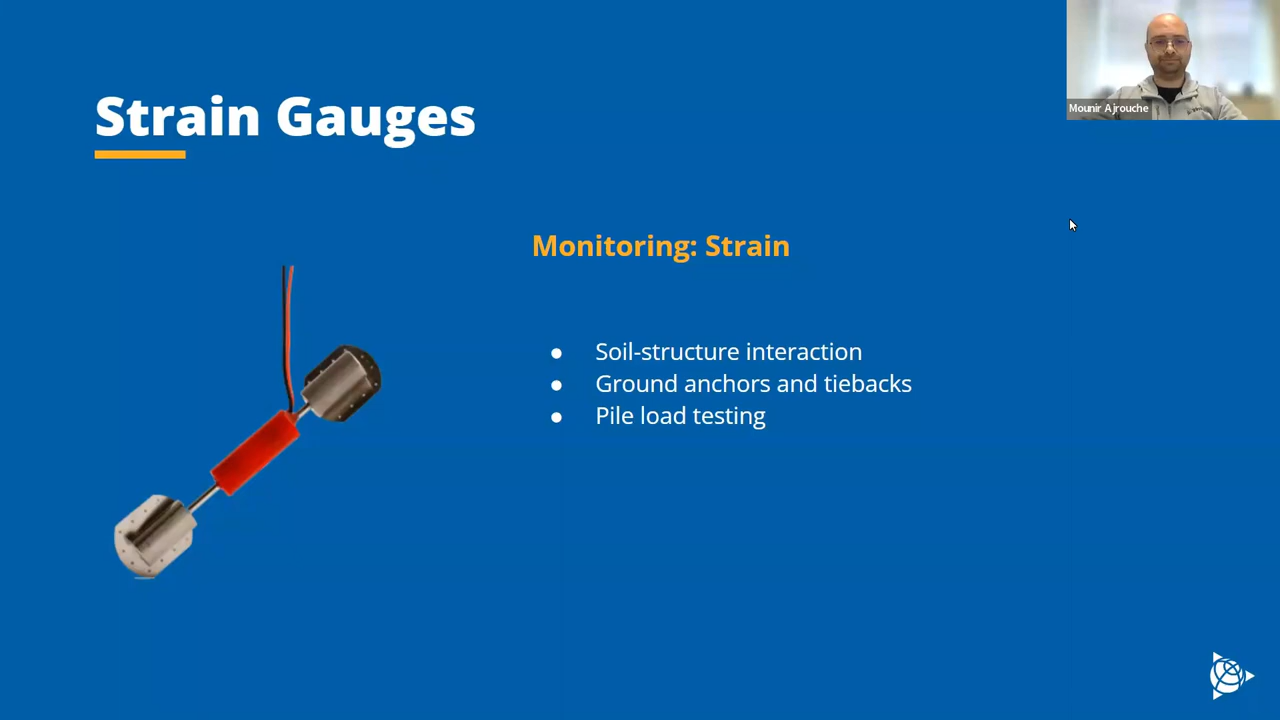 Strain Gauges
Mounir Ajrouche
Monitoring: Strain
● Soil-structure interaction
● Ground anchors and tiebacks
● Pile load testing